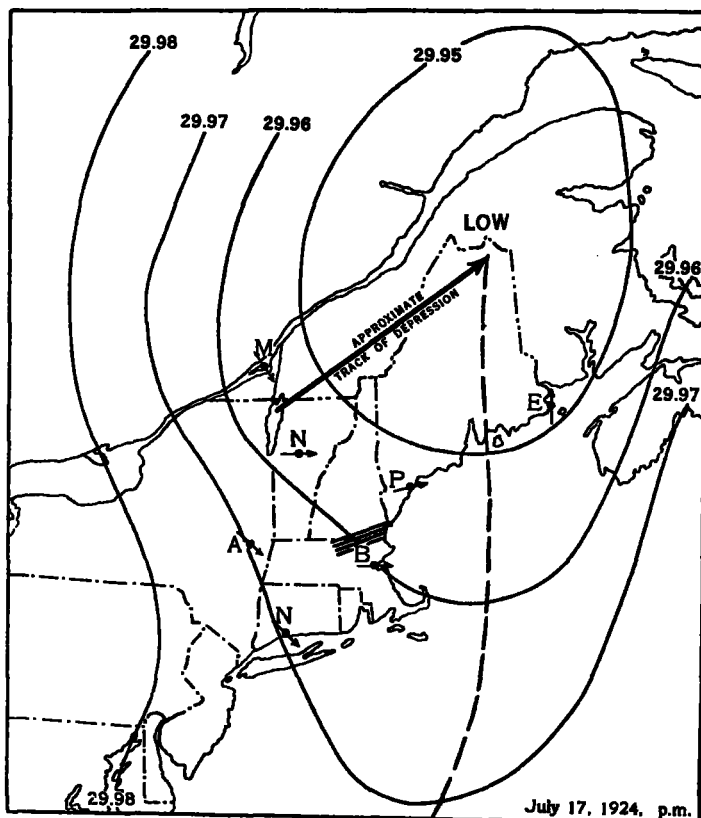 29.98
29.95
29.97
29.96
LOW
29.96
APPROXIMATE
TRACK OF DEPRESSION
M
29.97
E
N
P
A
B
N
29.98
July 17, 1924, p.m.